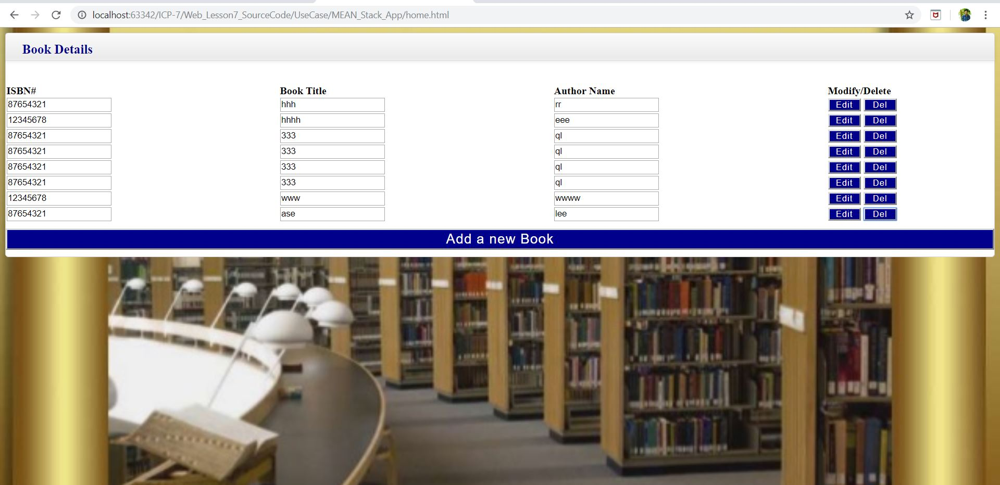 localhost:63342/ICP-7/Web_Lesson7_SourceCode/UseCase/MEAN_Stack_App/home.html
Book Details
ISBN# Book Title Author Name Modify/Delete
87654321 hhh rr Edit Del
12345678 hhhh eee Edit Del
87654321 333 ql Edit Del
87654321 333 ql Edit Del
87654321 333 ql Edit Del
87654321 333 ql Edit Del
12345678 www wwww Edit Del
87654321 ase lee Edit Del
Add a new Book